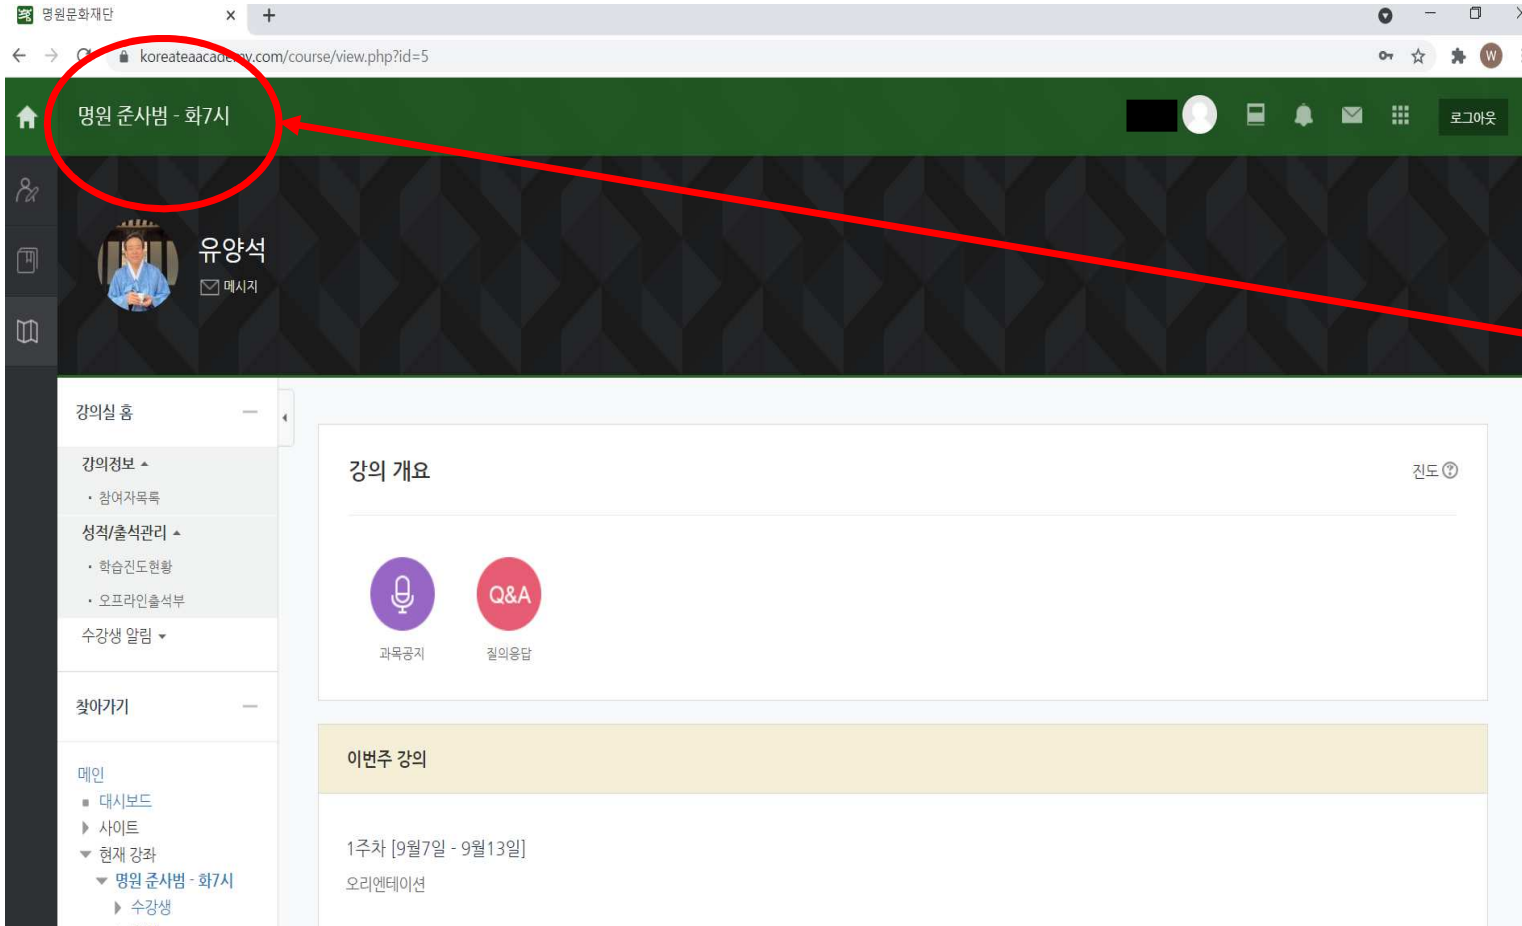 명원문화재단
koreateaacademy.com/course/view.php?id=5
W
명원 준사범 - 화7시
로그아웃
유양석
메시지
강의실 홈
강의정보
참여자목록
성적/출석관리
학습진도현황
오프라인출석부
수강생 알림
찾아가기
메인
대시보드
사이트
현재 강좌
명원 준사범 - 화7시
수강생
강의 개요
진도
Q&A
과목공지
질의응답
이번주 강의
1주차 [9월7일 - 9월13일]
오리엔테이션